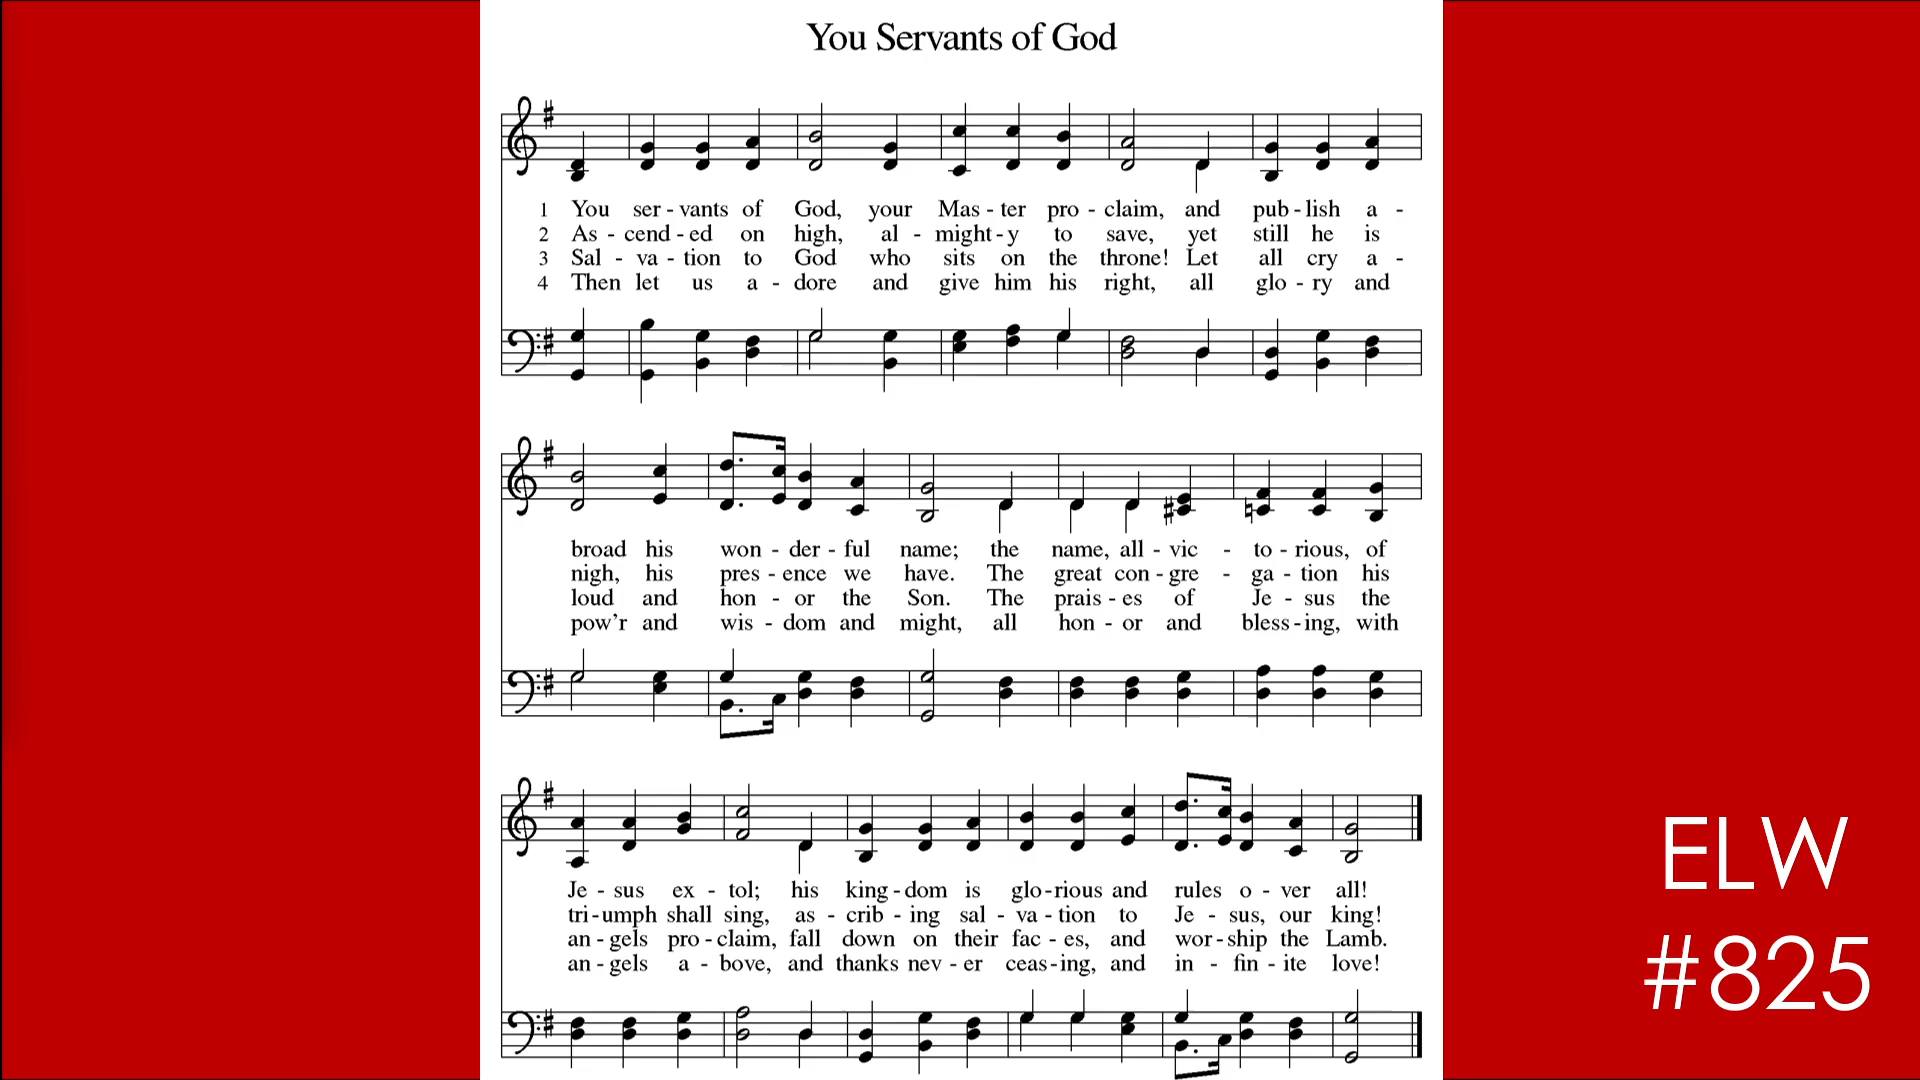 You Servants of God
1 You ser - vants of God, your Mas - ter pro - claim, and pub - lish a -
2 As - cend - ed on high, al - might - y to save, yet still he is
3 Sal - va - tion to God who sits on the throne! Let all cry a -
4 Then let us a - dore and give him his right, all glo - ry and
broad his won - der - ful name; the name, all - vic - to - rious, of
nigh, his pres - ence we have. The great con - gre - ga - tion his
loud and hon - or the Son. The prais - es of Je - sus the
pow'r and wis - dom and might, all hon - or and bless - ing, with
Je - sus ex - tol; his king - dom is glo - rious and rules o - ver all!
tri - umph shall sing, as - crib - ing sal - va - tion to Je - sus, our king!
an - gels pro - claim, fall down on their fac - es, and wor - ship the Lamb.
an - gels a - bove, and thanks nev - er ceas - ing, and in - fin - ite love!
ELW
#825